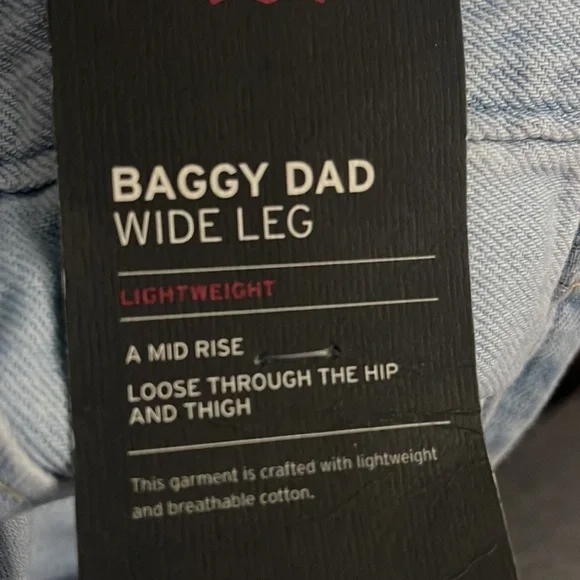 BAGGY DAD
WIDE LEG
LIGHTWEIGHT
A MID RISE
LOOSE THROUGH THE HIP
AND THIGH
This garment is crafted with lightweight
and breathable cotton.